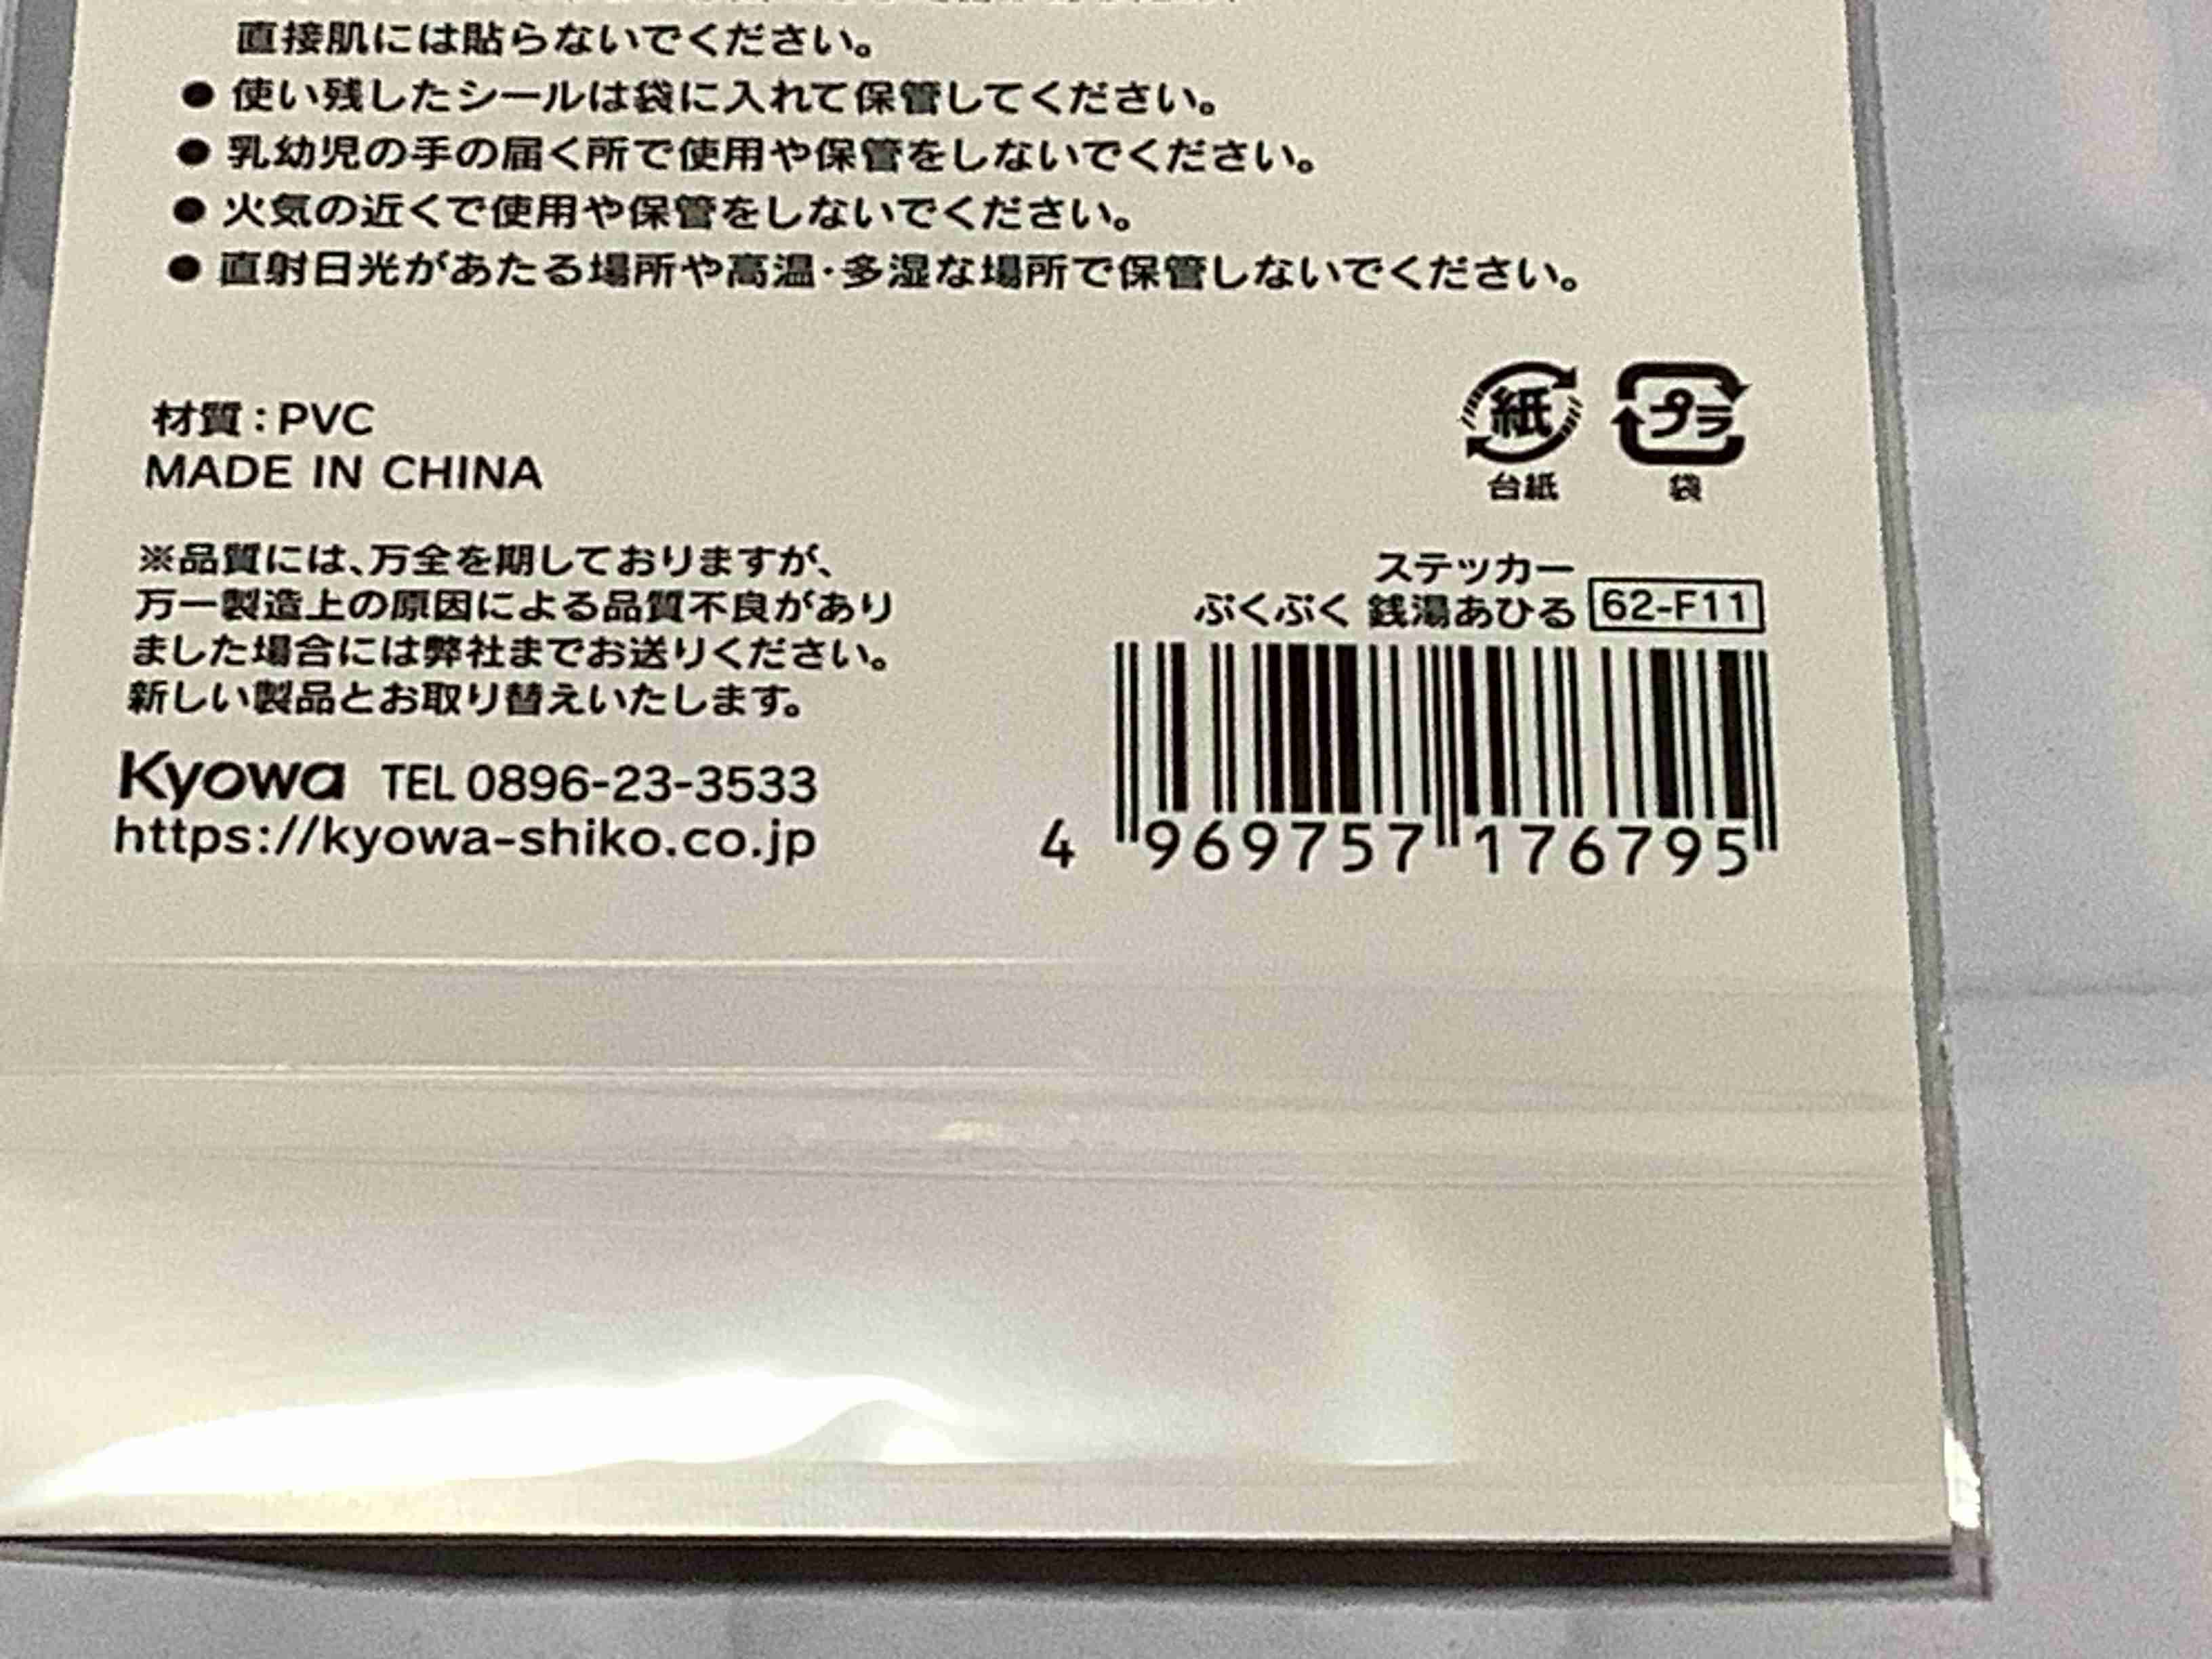 直接肌には貼らないでください。
● 使い残したシールは袋に入れて保管してください。
● 乳幼児の手の届く所で使用や保管をしないでください。
● 火気の近くで使用や保管をしないでください。
● 直射日光があたる場所や高温・多湿な場所で保管しないでください。
材質：PVC
MADE IN CHINA
紙 プラ
台紙 袋
※品質には、万全を期しておりますが、
万一製造上の原因による品質不良があり
ました場合には弊社までお送りください。
新しい製品とお取り替えいたします。
Kyowa TEL 0896-23-3533
https://kyowa-shiko.co.jp
ステッカー
ぷくぷく 銭湯あひる 62-F11
4 969757 176795